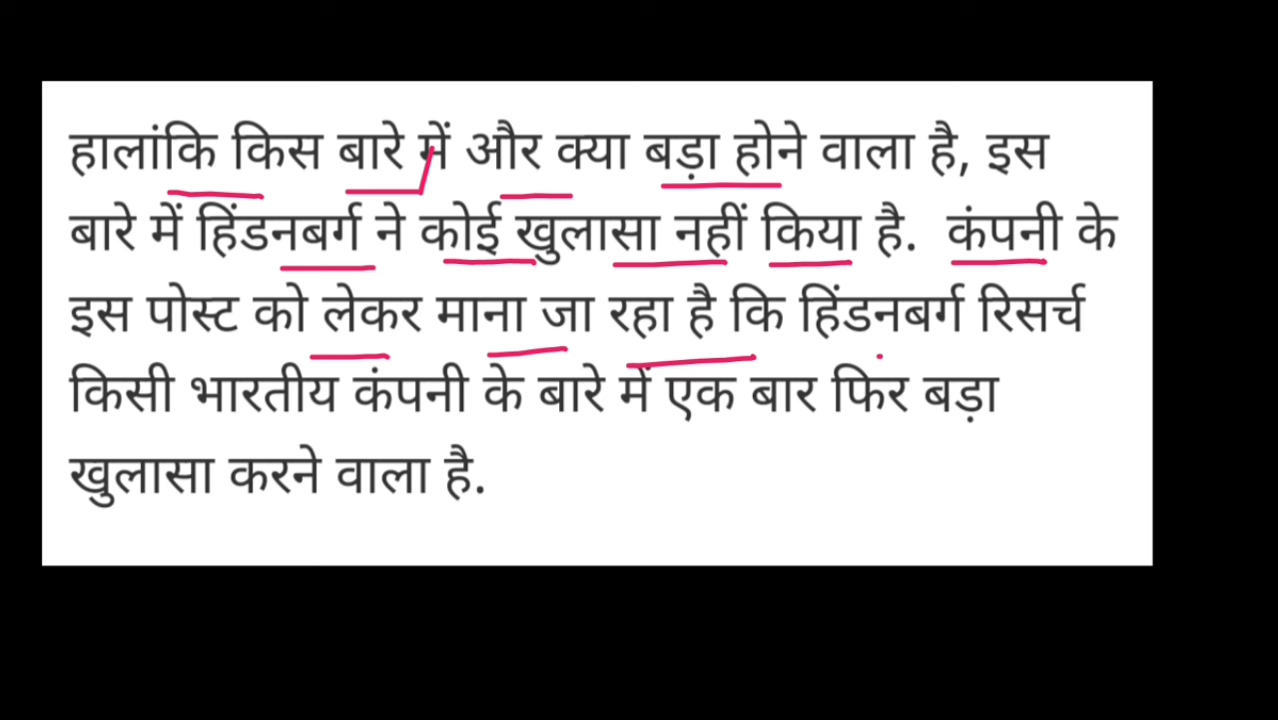 हालांकि किस बारे में और क्या बड़ा होने वाला है, इस
बारे में हिंडनबर्ग ने कोई खुलासा नहीं किया है. कंपनी के
इस पोस्ट को लेकर माना जा रहा है कि हिंडनबर्ग रिसर्च
किसी भारतीय कंपनी के बारे में एक बार फिर बड़ा
खुलासा करने वाला है.